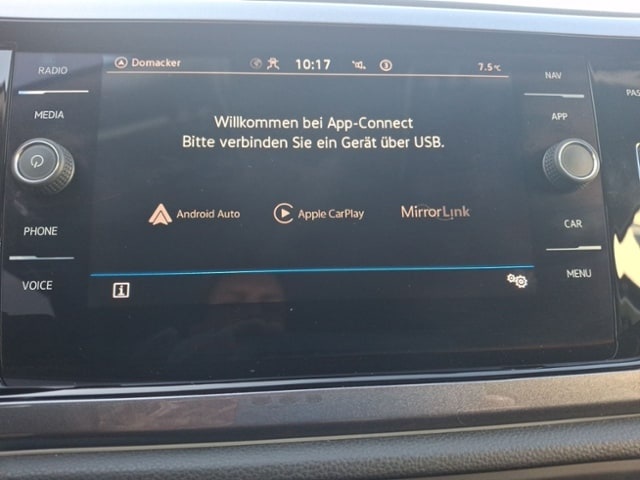 RADIO
MEDIA
PHONE
VOICE
Domacker
10:17
7.5°C
Willkommen bei App-Connect
Bitte verbinden Sie ein Gerät über USB.
Android Auto
Apple CarPlay
MirrorLink
i
NAV
APP
CAR
MENU
PAS